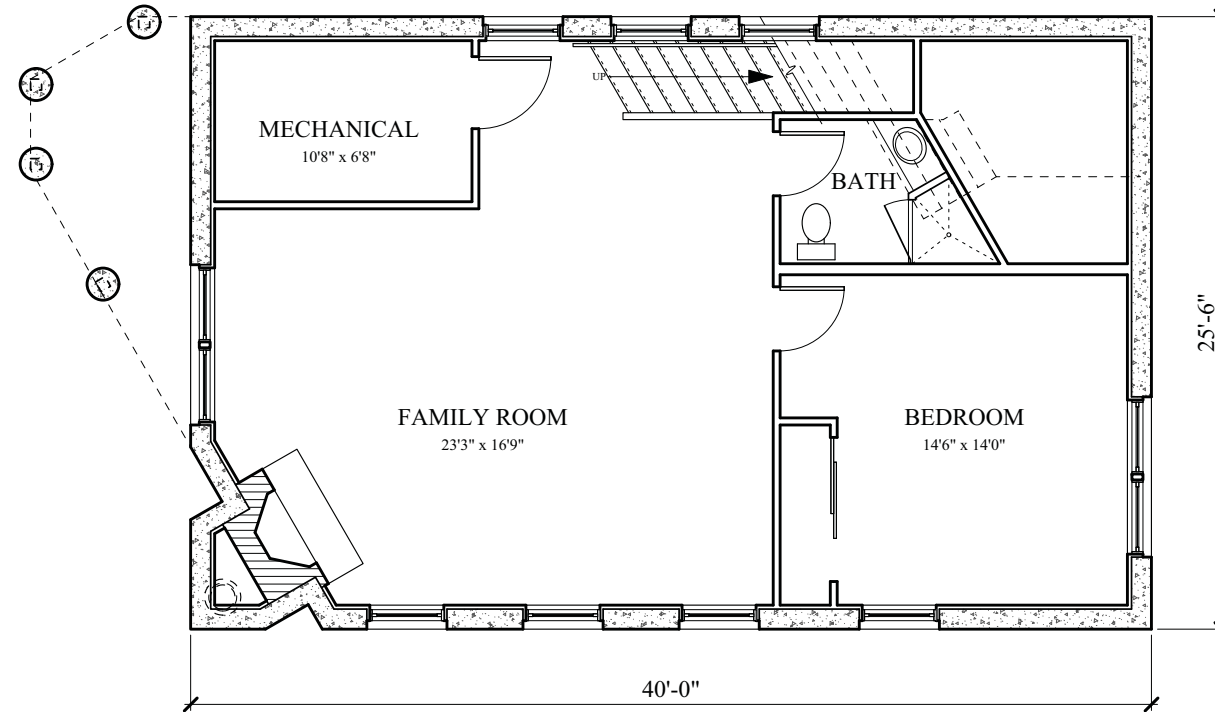 UP
MECHANICAL
10'8" x 6'8"
BATH
25'-6"
FAMILY ROOM
23'3" x 16'9"
BEDROOM
14'6" x 14'0"
40'-0"